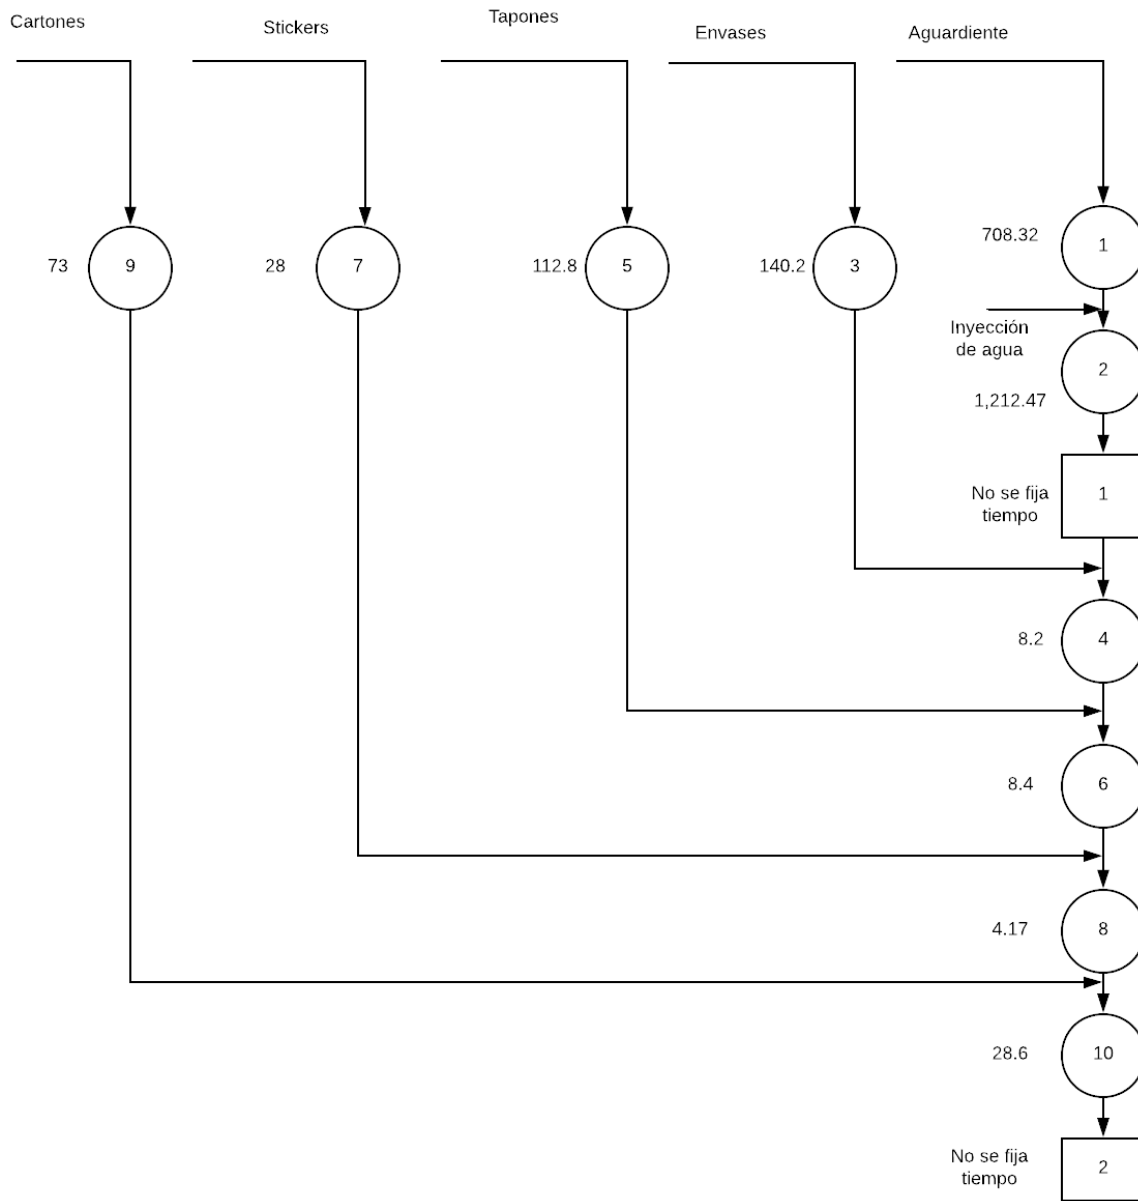 Cartones
Stickers
Tapones
Envases
Aguardiente
73
9
28
7
112.8
5
140.2
3
708.32
1
Inyección
de agua
2
1,212.47
No se fija
tiempo
1
8.2
4
8.4
6
4.17
8
28.6
10
No se fija
tiempo
2